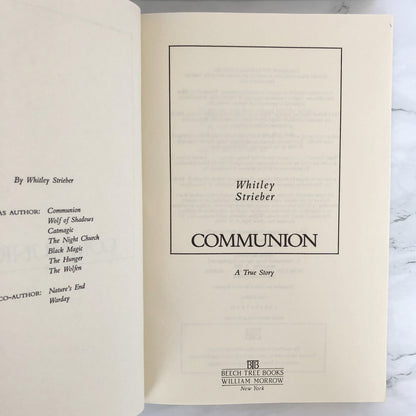 By Whitley Strieber
AS AUTHOR: Communion
Wolf of Shadows
Catmagic
The Night Church
Black Magic
The Hunger
The Wolfen
CO-AUTHOR: Nature's End
Warday
Whitley
Strieber
COMMUNION
A True Story
BEECH TREE BOOKS
WILLIAM MORROW
New York